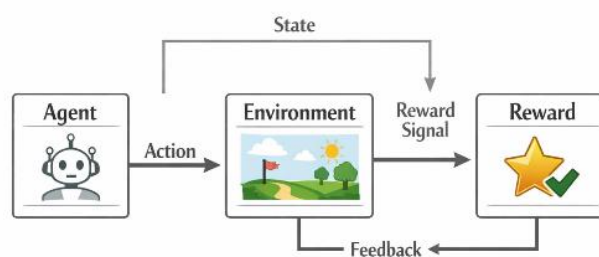 State
Agent
Action
Environment
Reward
Signal
Reward
Feedback